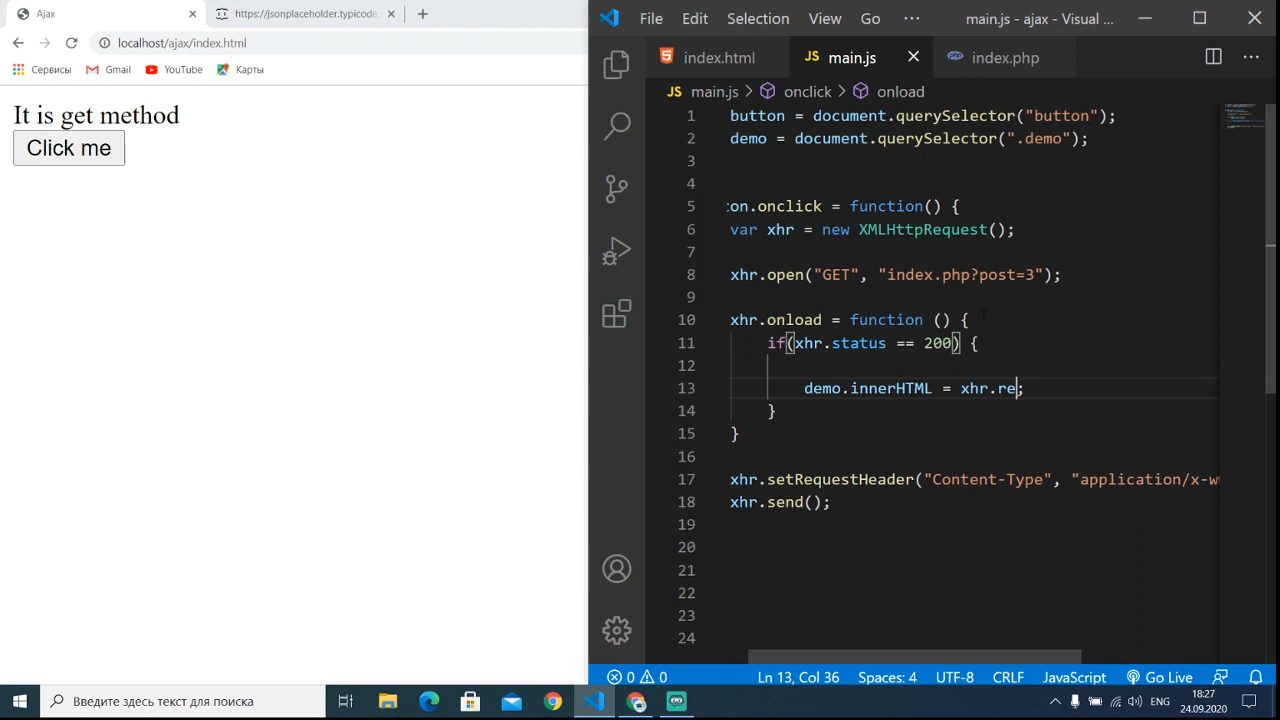 Ajax
https://jsonplaceholder.typicode.
localhost/ajax/index.html
Сервисы
Gmail
YouTube
Карты
It is get method
Click me
File Edit Selection View Go ··· main.js - ajax - Visual ...
index.html
JS main.js
index.php
JS main.js > onclick > onload
1 button = document.querySelector("button");
2 demo = document.querySelector(".demo");
3
4
5 on.onclick = function() {
6 var xhr = new XMLHttpRequest();
7
8 xhr.open("GET", "index.php?post=3");
9
10 xhr.onload = function () {
11 if(xhr.status == 200) {
12
13 demo.innerHTML = xhr.re;
14 }
15 }
16
17 xhr.setRequestHeader("Content-Type", "application/x-w
18 xhr.send();
19
20
21
22
23
24
0 0 Ln 13, Col 36 Spaces: 4 UTF-8 CRLF JavaScript Go Live
Введите здесь текст для поиска
ENG
18:27
24.09.2020